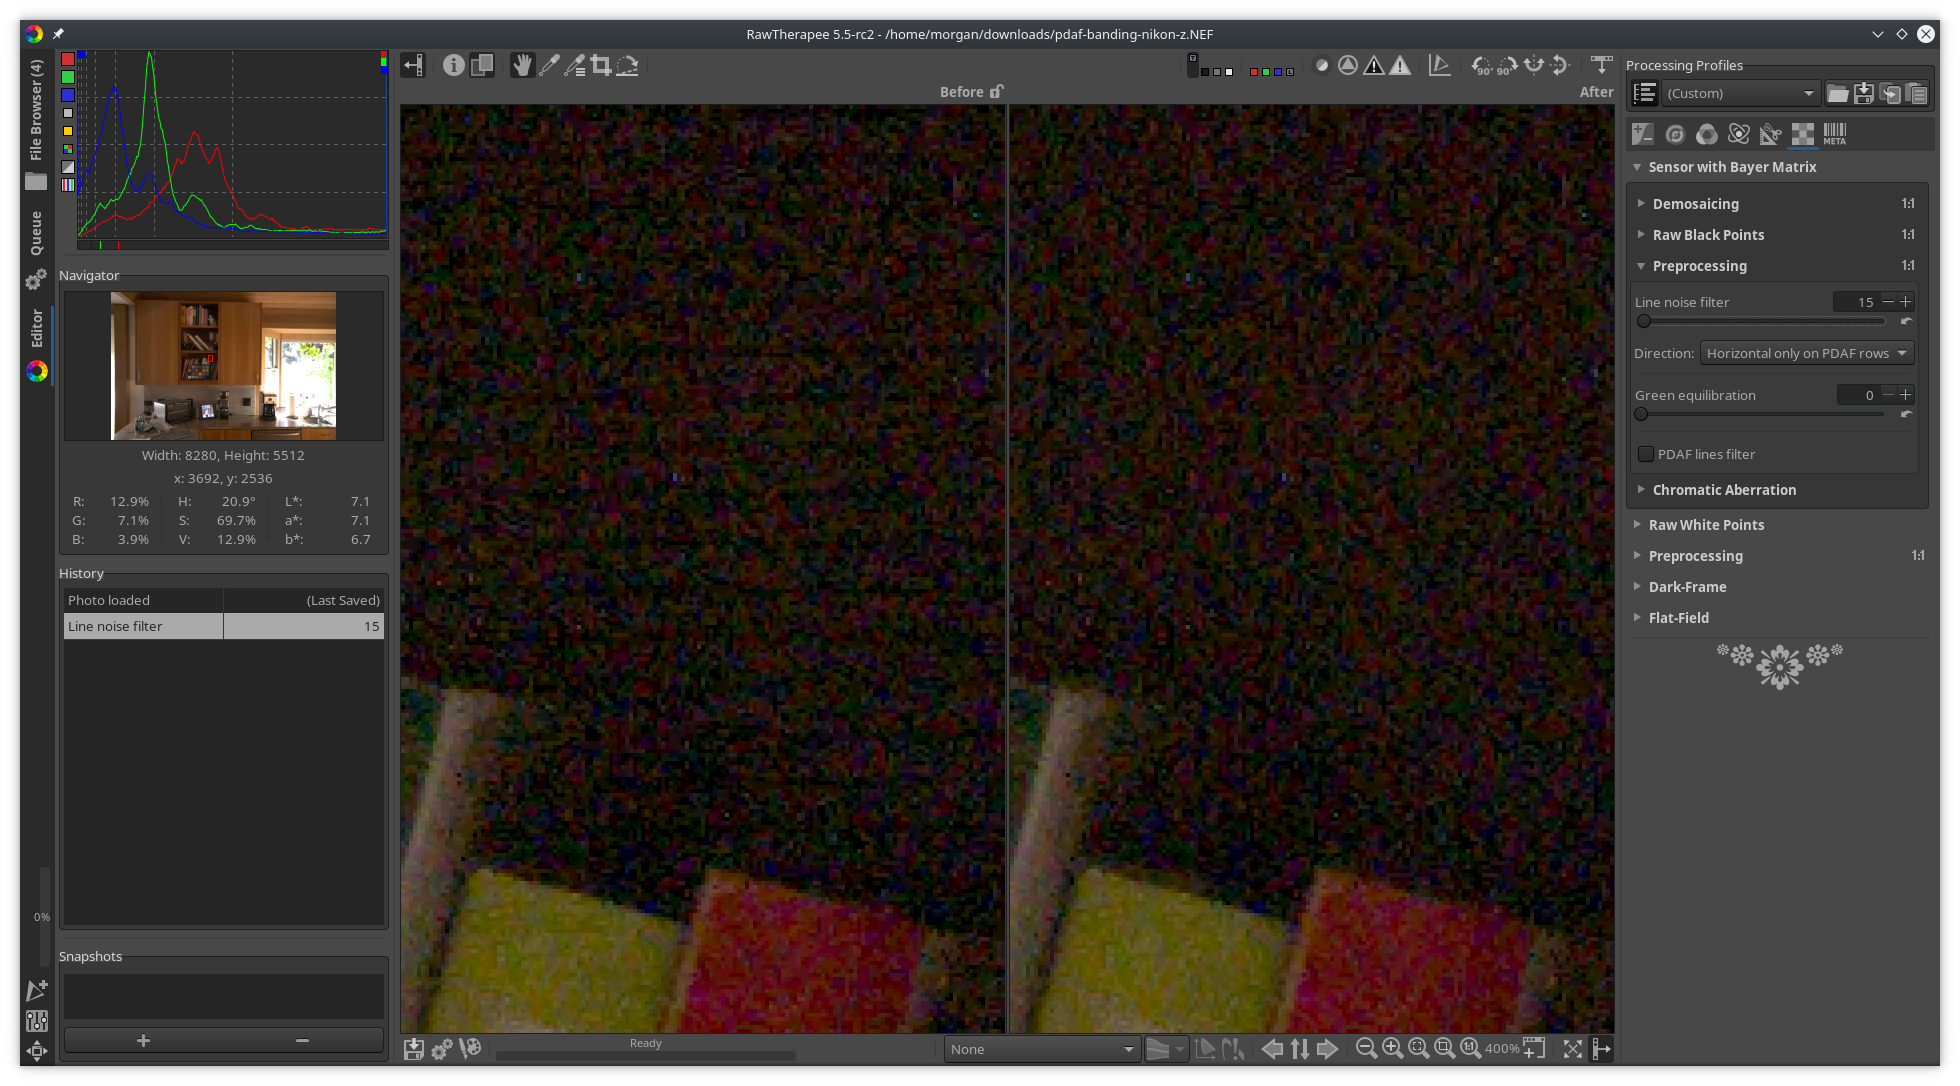 RawTherapee 5.5-rc2 - /home/morgan/downloads/pdaf-banding-nikon-z.NEF
File Browser (4)
Queue
Editor
0%
Navigator
Width: 8280, Height: 5512
x: 3692, y: 2536
R: 12.9% H: 20.9° L*: 7.1
G: 7.1% S: 69.7% a*: 7.1
B: 3.9% V: 12.9% b*: 6.7
History
Photo loaded (Last Saved)
Line noise filter 15
Snapshots
90° 90°
Before After
Ready
None
1:1 400%
Processing Profiles
(Custom)
META
Sensor with Bayer Matrix
Demosaicing 1:1
Raw Black Points 1:1
Preprocessing 1:1
Line noise filter 15
Direction: Horizontal only on PDAF rows
Green equilibration 0
PDAF lines filter
Chromatic Aberration
Raw White Points
Preprocessing 1:1
Dark-Frame
Flat-Field